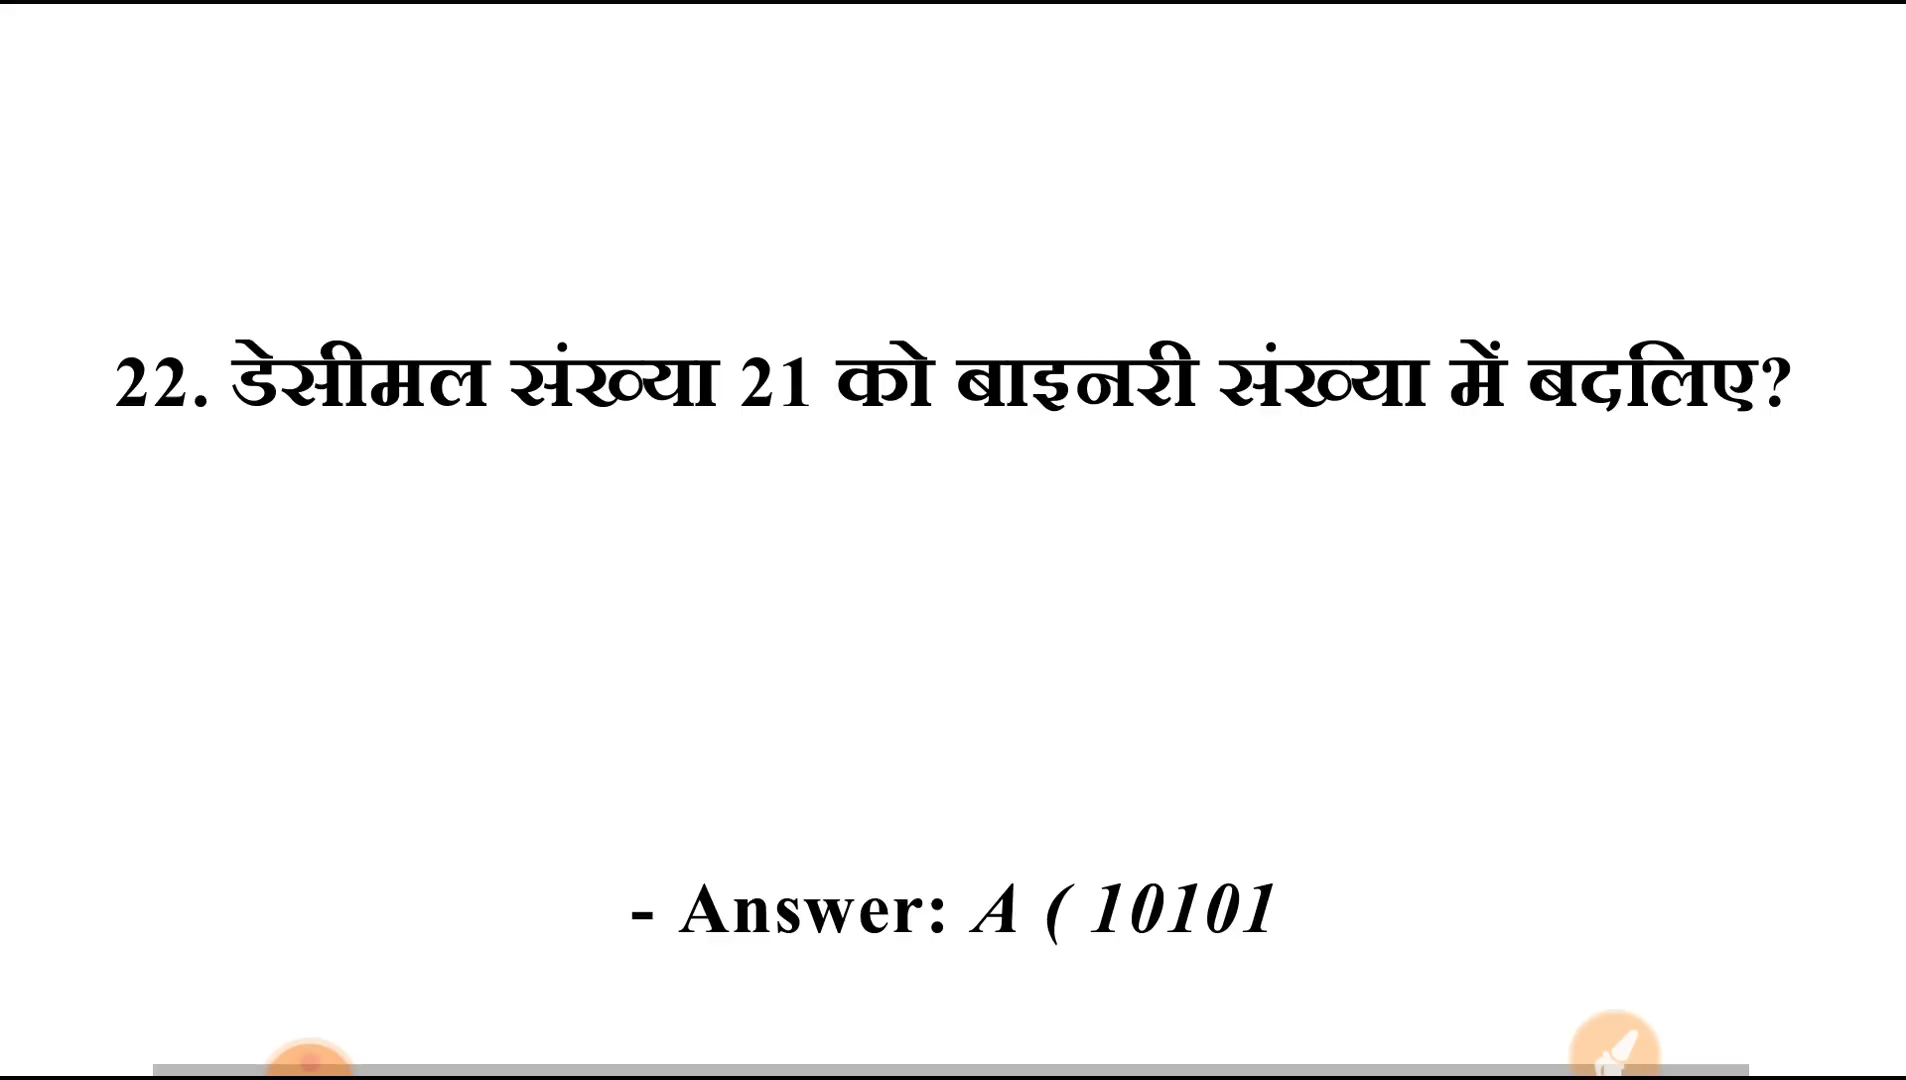 22. डेसीमल संख्या 21 को बाइनरी संख्या में बदलिए?
- Answer: A ( 10101